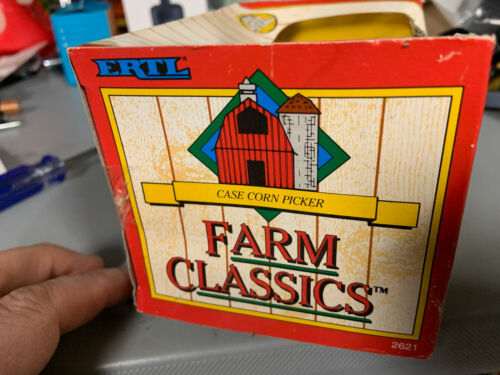 ERTL
CASE CORN PICKER
FARM
CLASSICS™
2621